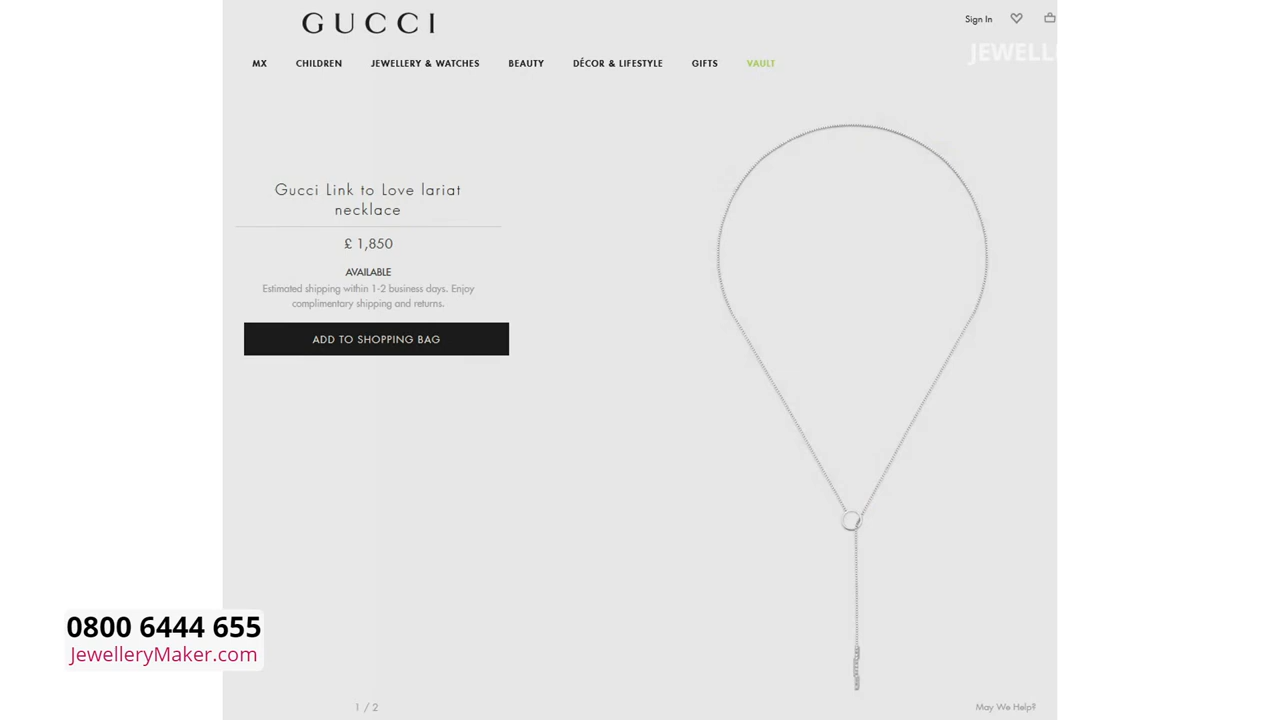 GUCCI
Sign In
JEWELL
MX CHILDREN JEWELLERY & WATCHES BEAUTY DÉCOR & LIFESTYLE GIFTS VAULT
Gucci Link to Love lariat
necklace
£ 1,850
AVAILABLE
Estimated shipping within 1-2 business days. Enjoy
complimentary shipping and returns.
ADD TO SHOPPING BAG
0800 6444 655
JewelleryMaker.com
1 / 2
May We Help?